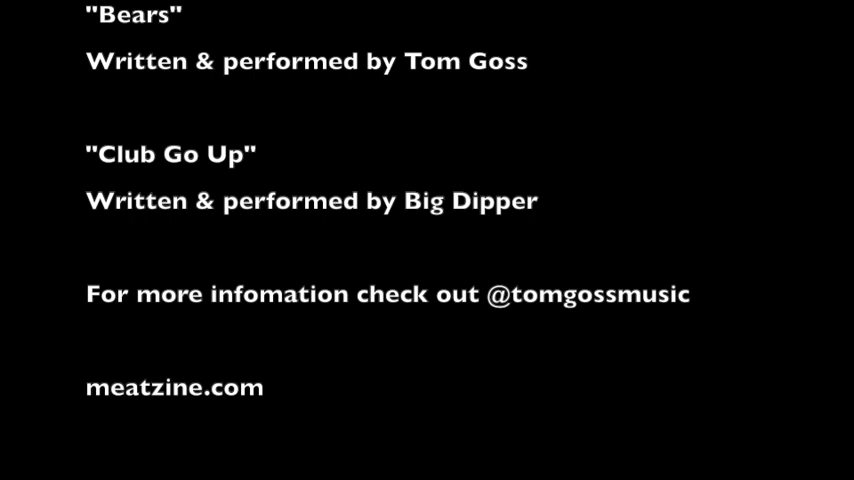 "Bears"
Written & performed by Tom Goss
"Club Go Up"
Written & performed by Big Dipper
For more infomation check out @tomgossmusic
meatzine.com